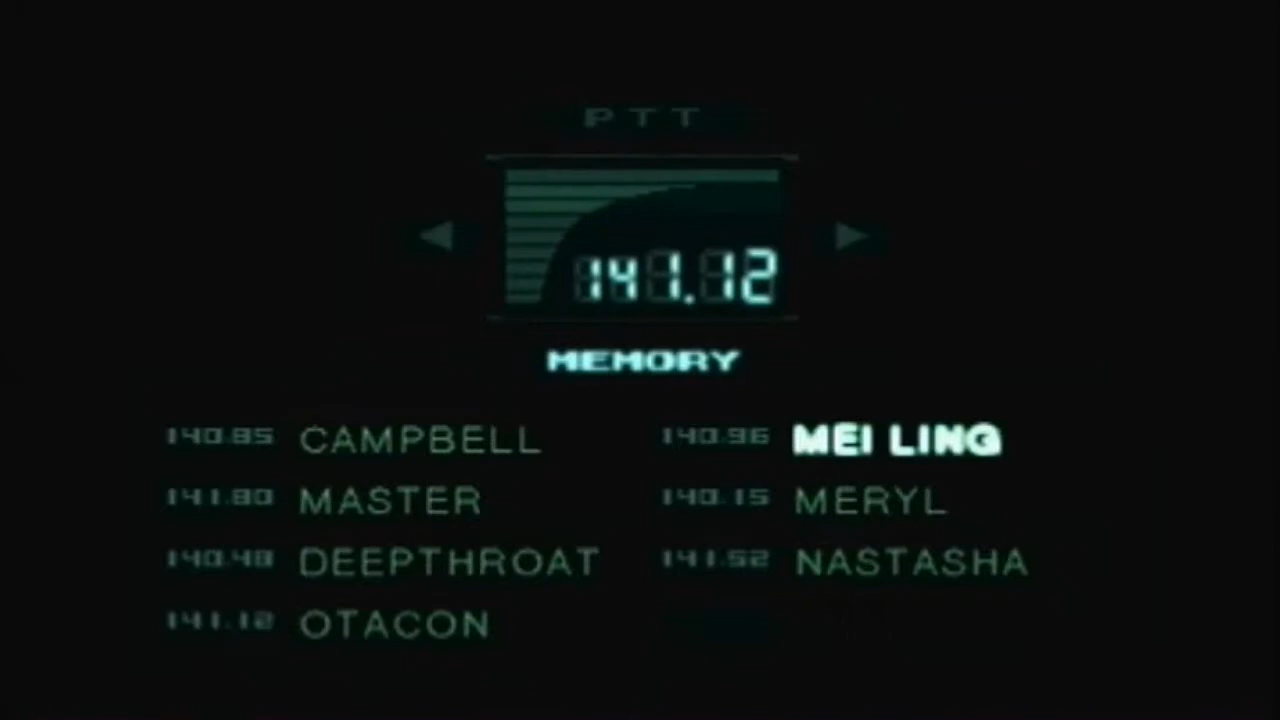 PTT
141.12
MEMORY
140.85 CAMPBELL 140.96 MEI LING
141.80 MASTER 140.15 MERYL
140.48 DEEPTHROAT 141.52 NASTASHA
141.12 OTACON